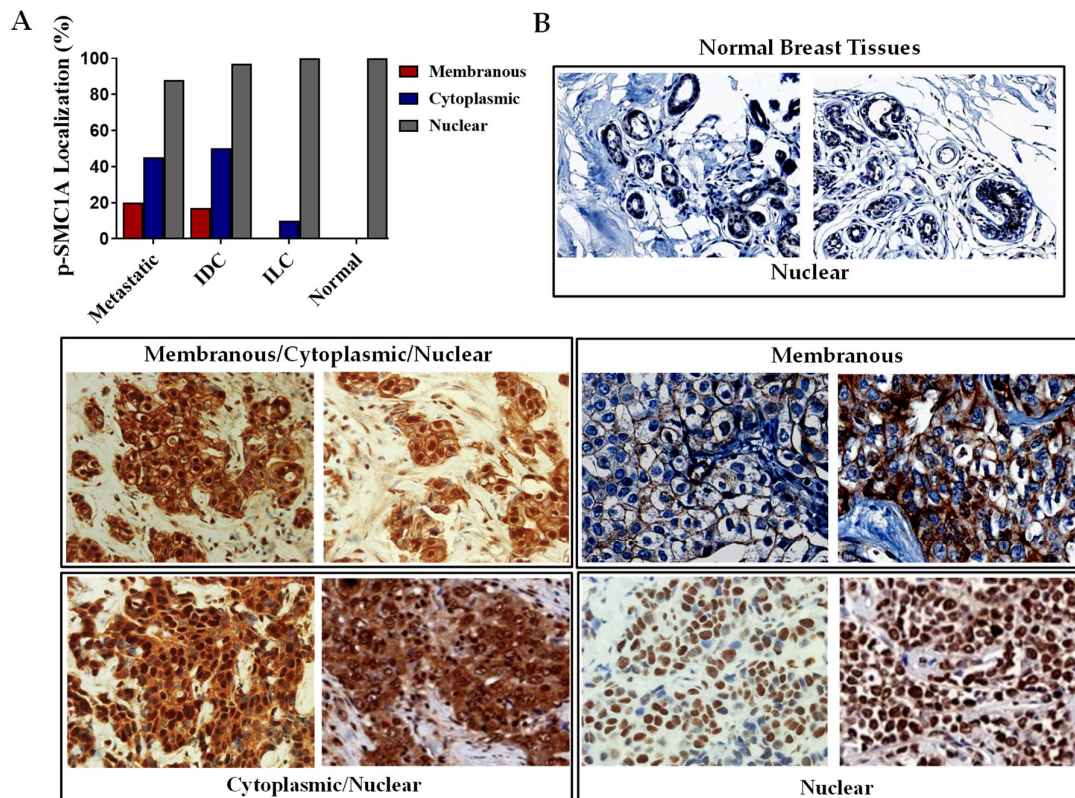 A
p-SMC1A Localization (%)
100
80
60
40
20
0
Metastatic
IDC
ILC
Normal
Membranous
Cytoplasmic
Nuclear
B
Normal Breast Tissues
Nuclear
Membranous/Cytoplasmic/Nuclear
Membranous
Cytoplasmic/Nuclear
Nuclear